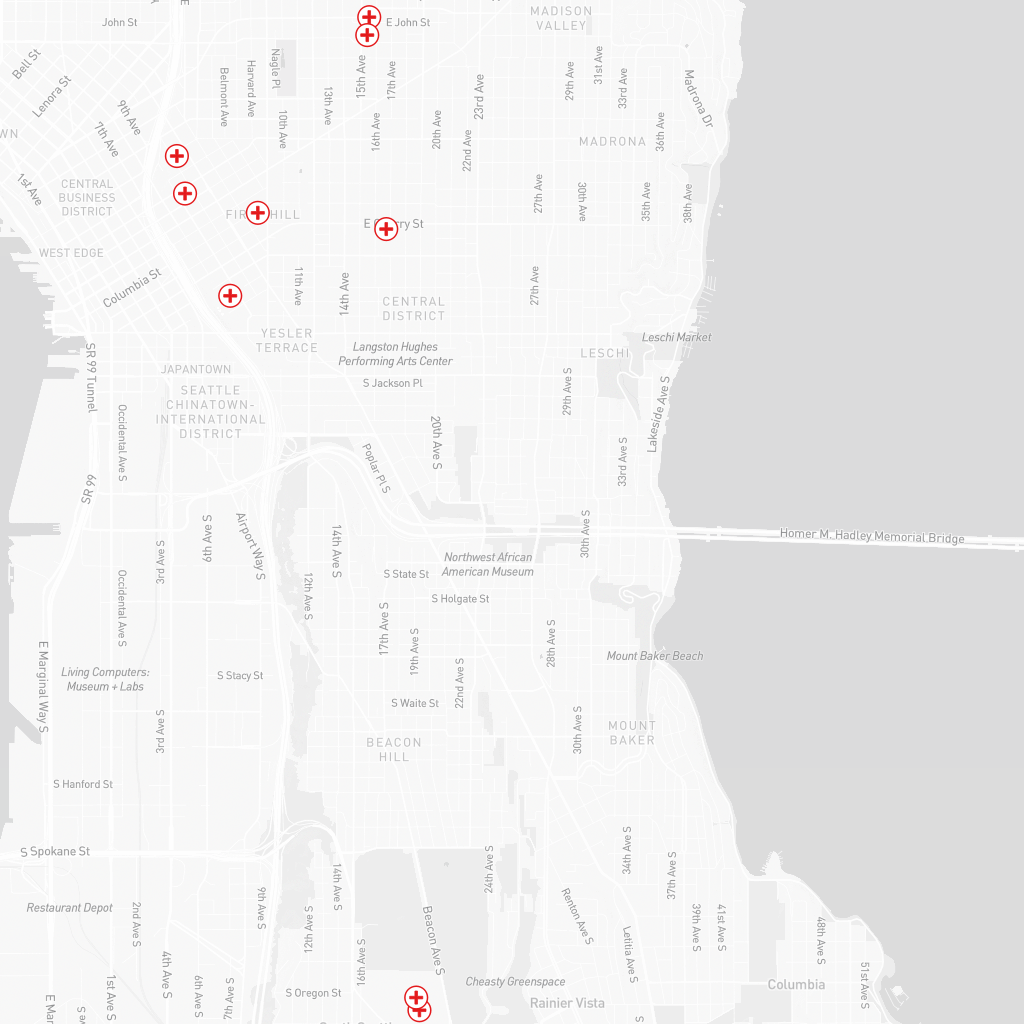 MADISON
VALLEY
John St
E John St
Bell St
Lenora St
Belmont Ave
Harvard Ave
Nagle Pl
10th Ave
13th Ave
15th Ave
17th Ave
16th Ave
20th Ave
22nd Ave
23rd Ave
29th Ave
31st Ave
33rd Ave
36th Ave
Madrona Dr
9th Ave
7th Ave
MADRONA
1st Ave
CENTRAL
BUSINESS
DISTRICT
27th Ave
30th Ave
35th Ave
38th Ave
WEST EDGE
Columbia St
11th Ave
14th Ave
CENTRAL
DISTRICT
27th Ave
YESLER
TERRACE
Langston Hughes
Performing Arts Center
LESCHI
Leschi Market
SR 99 Tunnel
JAPANTOWN
SEATTLE
CHINATOWN-
INTERNATIONAL
DISTRICT
S Jackson Pl
29th Ave S
Lakeside Ave S
Occidental Ave S
20th Ave S
33rd Ave S
Poplar Pl S
SR 99
6th Ave S
Airport Way S
3rd Ave S
14th Ave S
30th Ave S
Homer M. Hadley Memorial Bridge
Northwest African
American Museum
S State St
12th Ave S
S Holgate St
Occidental Ave S
17th Ave S
19th Ave S
28th Ave S
E Marginal Way S
Living Computers:
Museum + Labs
S Stacy St
22nd Ave S
Mount Baker Beach
S Waite St
3rd Ave S
30th Ave S
MOUNT
BAKER
BEACON
HILL
S Hanford St
S Spokane St
34th Ave S
24th Ave S
37th Ave S
14th Ave S
9th Ave S
Restaurant Depot
2nd Ave S
12th Ave S
16th Ave S
Beacon Ave S
Renton Ave S
Letitia Ave S
39th Ave S
41st Ave S
48th Ave S
51st Ave S
4th Ave S
6th Ave S
7th Ave S
1st Ave S
S Oregon St
Cheasty Greenspace
Rainier Vista
Columbia